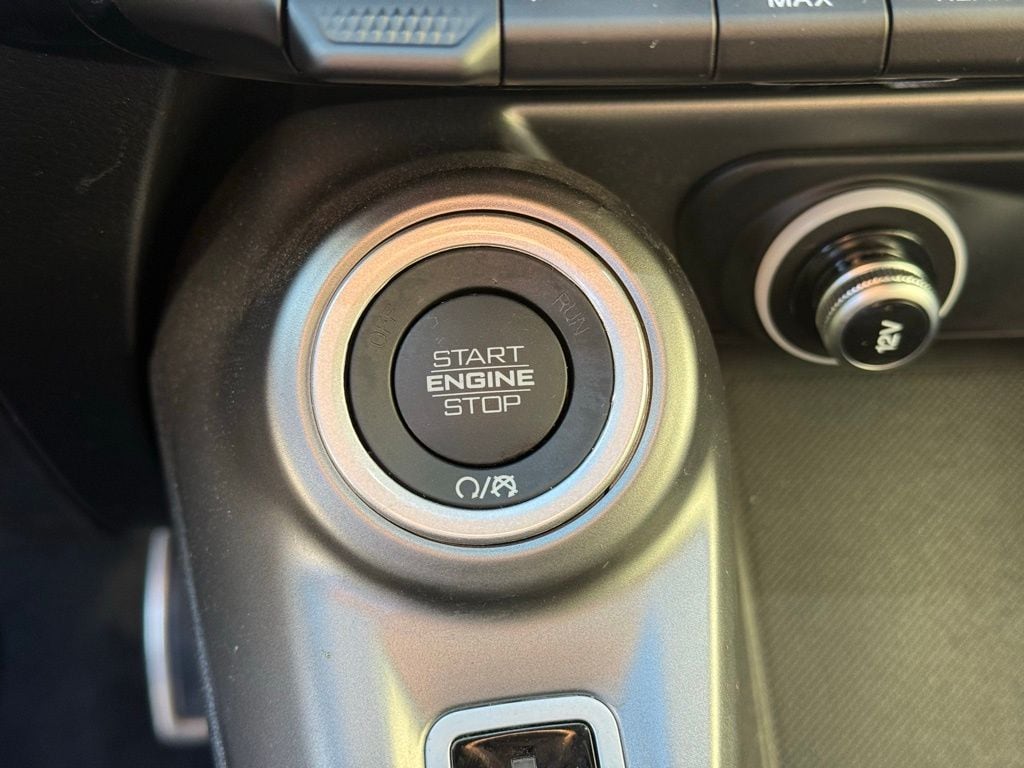 MAX
OFF
RUN
START
ENGINE
STOP
12V